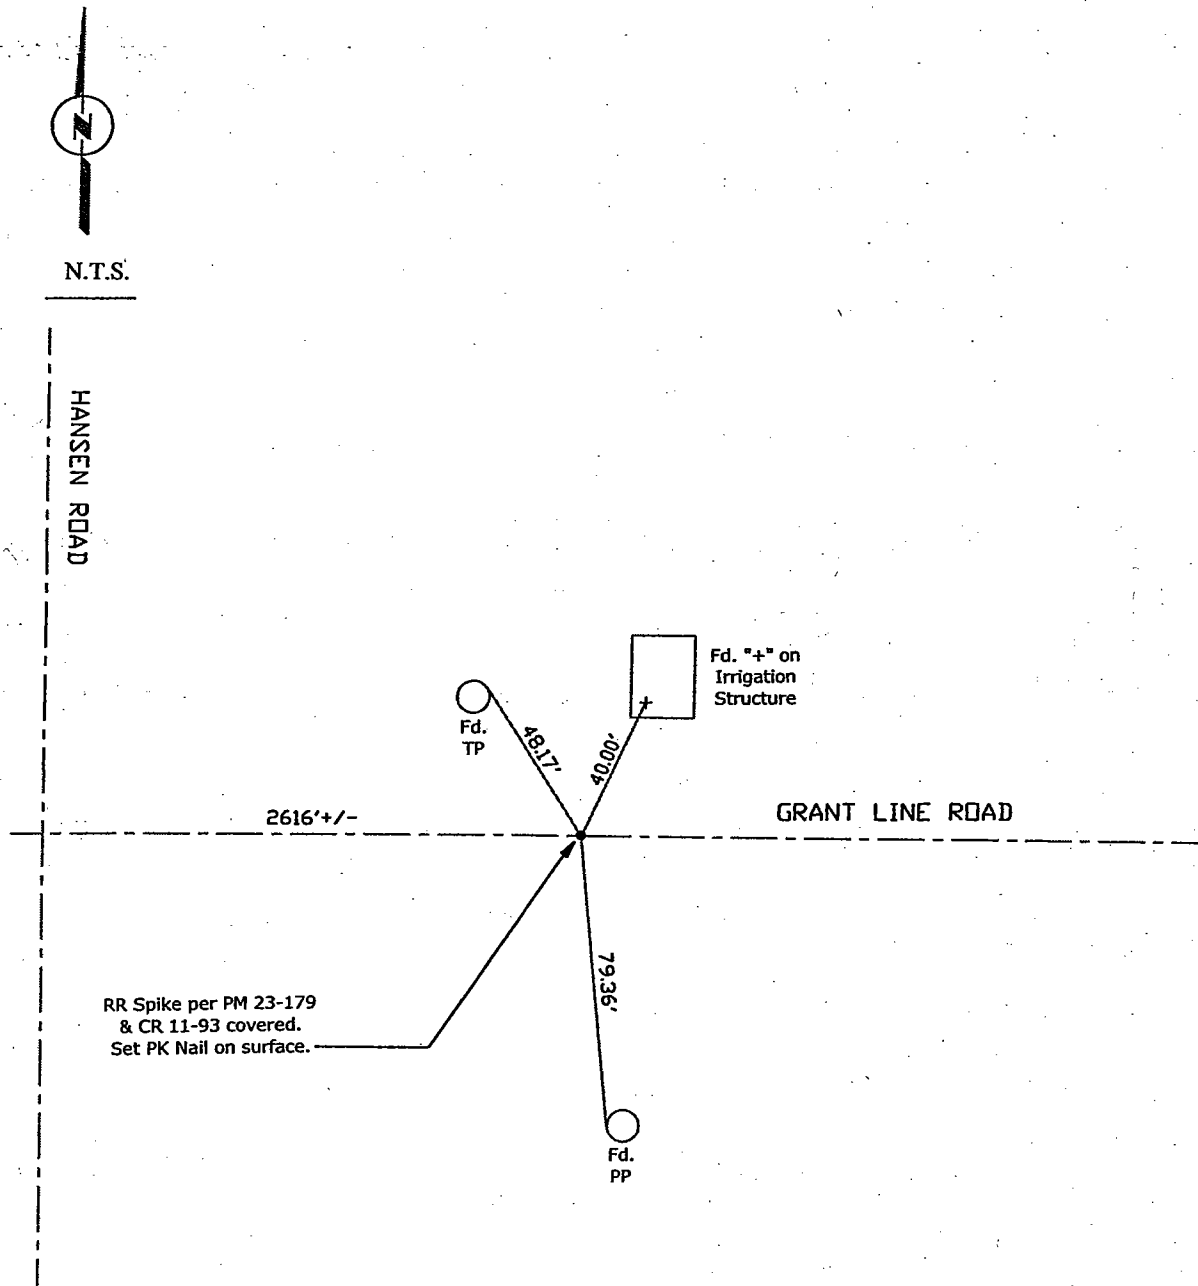 N
N.T.S.
HANSEN ROAD
Fd. "+" on
Irrigation
Structure
Fd.
TP
48.17'
40.00'
2616'+/-
GRANT LINE ROAD
79.36'
RR Spike per PM 23-179
& CR 11-93 covered.
Set PK Nail on surface.
Fd.
PP